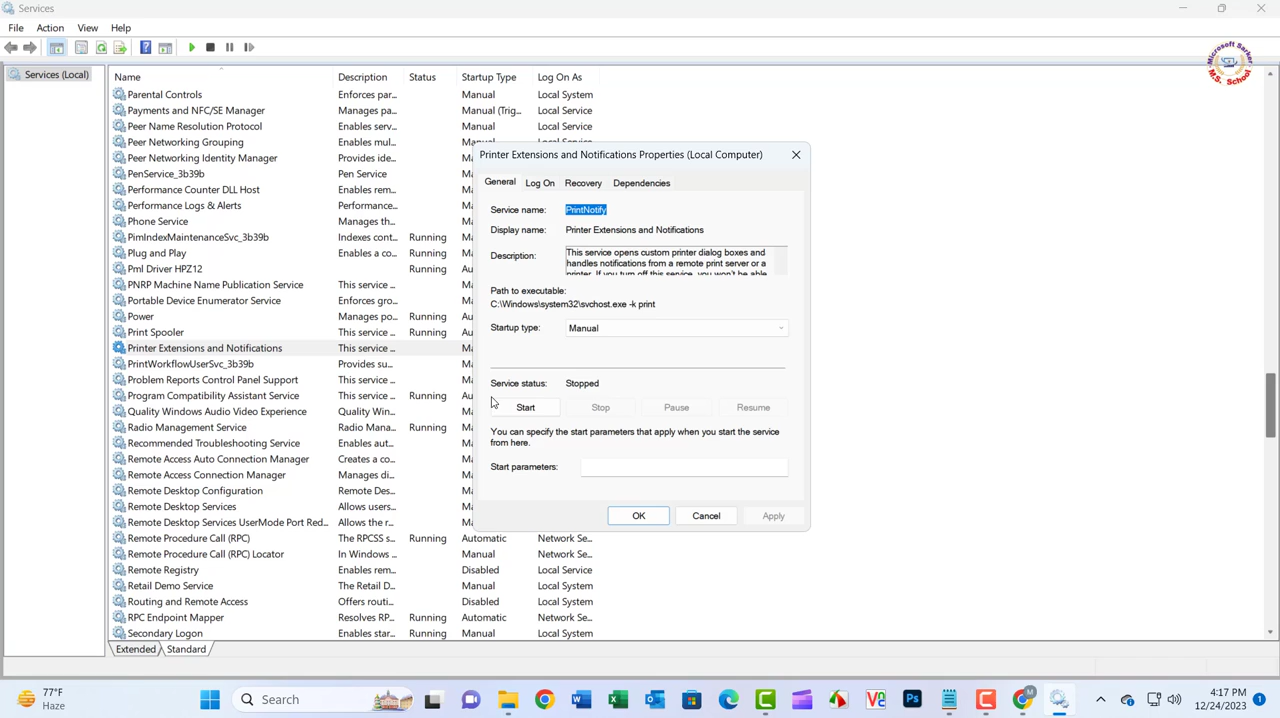 Services
File Action View Help
Microsoft Sarker
M.S. School
Services (Local)
Name Description Status Startup Type Log On As
Parental Controls Enforces par... Manual Local System
Payments and NFC/SE Manager Manages pa... Manual (Trig... Local Service
Peer Name Resolution Protocol Enables serv... Manual Local Service
Peer Networking Grouping Enables mul...
Peer Networking Identity Manager Provides ide...
PenService_3b39b Pen Service
Performance Counter DLL Host Enables rem...
Performance Logs & Alerts Performance...
Phone Service Manages th...
PimIndexMaintenanceSvc_3b39b Indexes cont... Running
Plug and Play Enables a co... Running
Pml Driver HPZ12 Running
PNRP Machine Name Publication Service This service ...
Portable Device Enumerator Service Enforces gro...
Power Manages po... Running
Print Spooler This service ... Running
Printer Extensions and Notifications This service ...
PrintWorkflowUserSvc_3b39b Provides su...
Problem Reports Control Panel Support This service ...
Program Compatibility Assistant Service This service ... Running
Quality Windows Audio Video Experience Quality Win...
Radio Management Service Radio Mana... Running
Recommended Troubleshooting Service Enables aut...
Remote Access Auto Connection Manager Creates a co...
Remote Access Connection Manager Manages di...
Remote Desktop Configuration Remote Des...
Remote Desktop Services Allows users...
Remote Desktop Services UserMode Port Red... Allows the r...
Remote Procedure Call (RPC) The RPCSS s... Running Automatic Network Se...
Remote Procedure Call (RPC) Locator In Windows ... Manual Network Se...
Remote Registry Enables rem... Disabled Local Service
Retail Demo Service The Retail D... Manual Local System
Routing and Remote Access Offers routi... Disabled Local System
RPC Endpoint Mapper Resolves RP... Running Automatic Network Se...
Secondary Logon Enables star... Running Manual Local System
Extended Standard
Printer Extensions and Notifications Properties (Local Computer)
General Log On Recovery Dependencies
Service name: PrintNotify
Display name: Printer Extensions and Notifications
Description: This service opens custom printer dialog boxes and
handles notifications from a remote print server or a
printer. If you turn off this service, you won't be able
Path to executable:
C:\Windows\system32\svchost.exe -k print
Startup type: Manual
Service status: Stopped
Start Stop Pause Resume
You can specify the start parameters that apply when you start the service
from here.
Start parameters:
OK Cancel Apply
77°F
Haze
Search
4:17 PM
12/24/2023